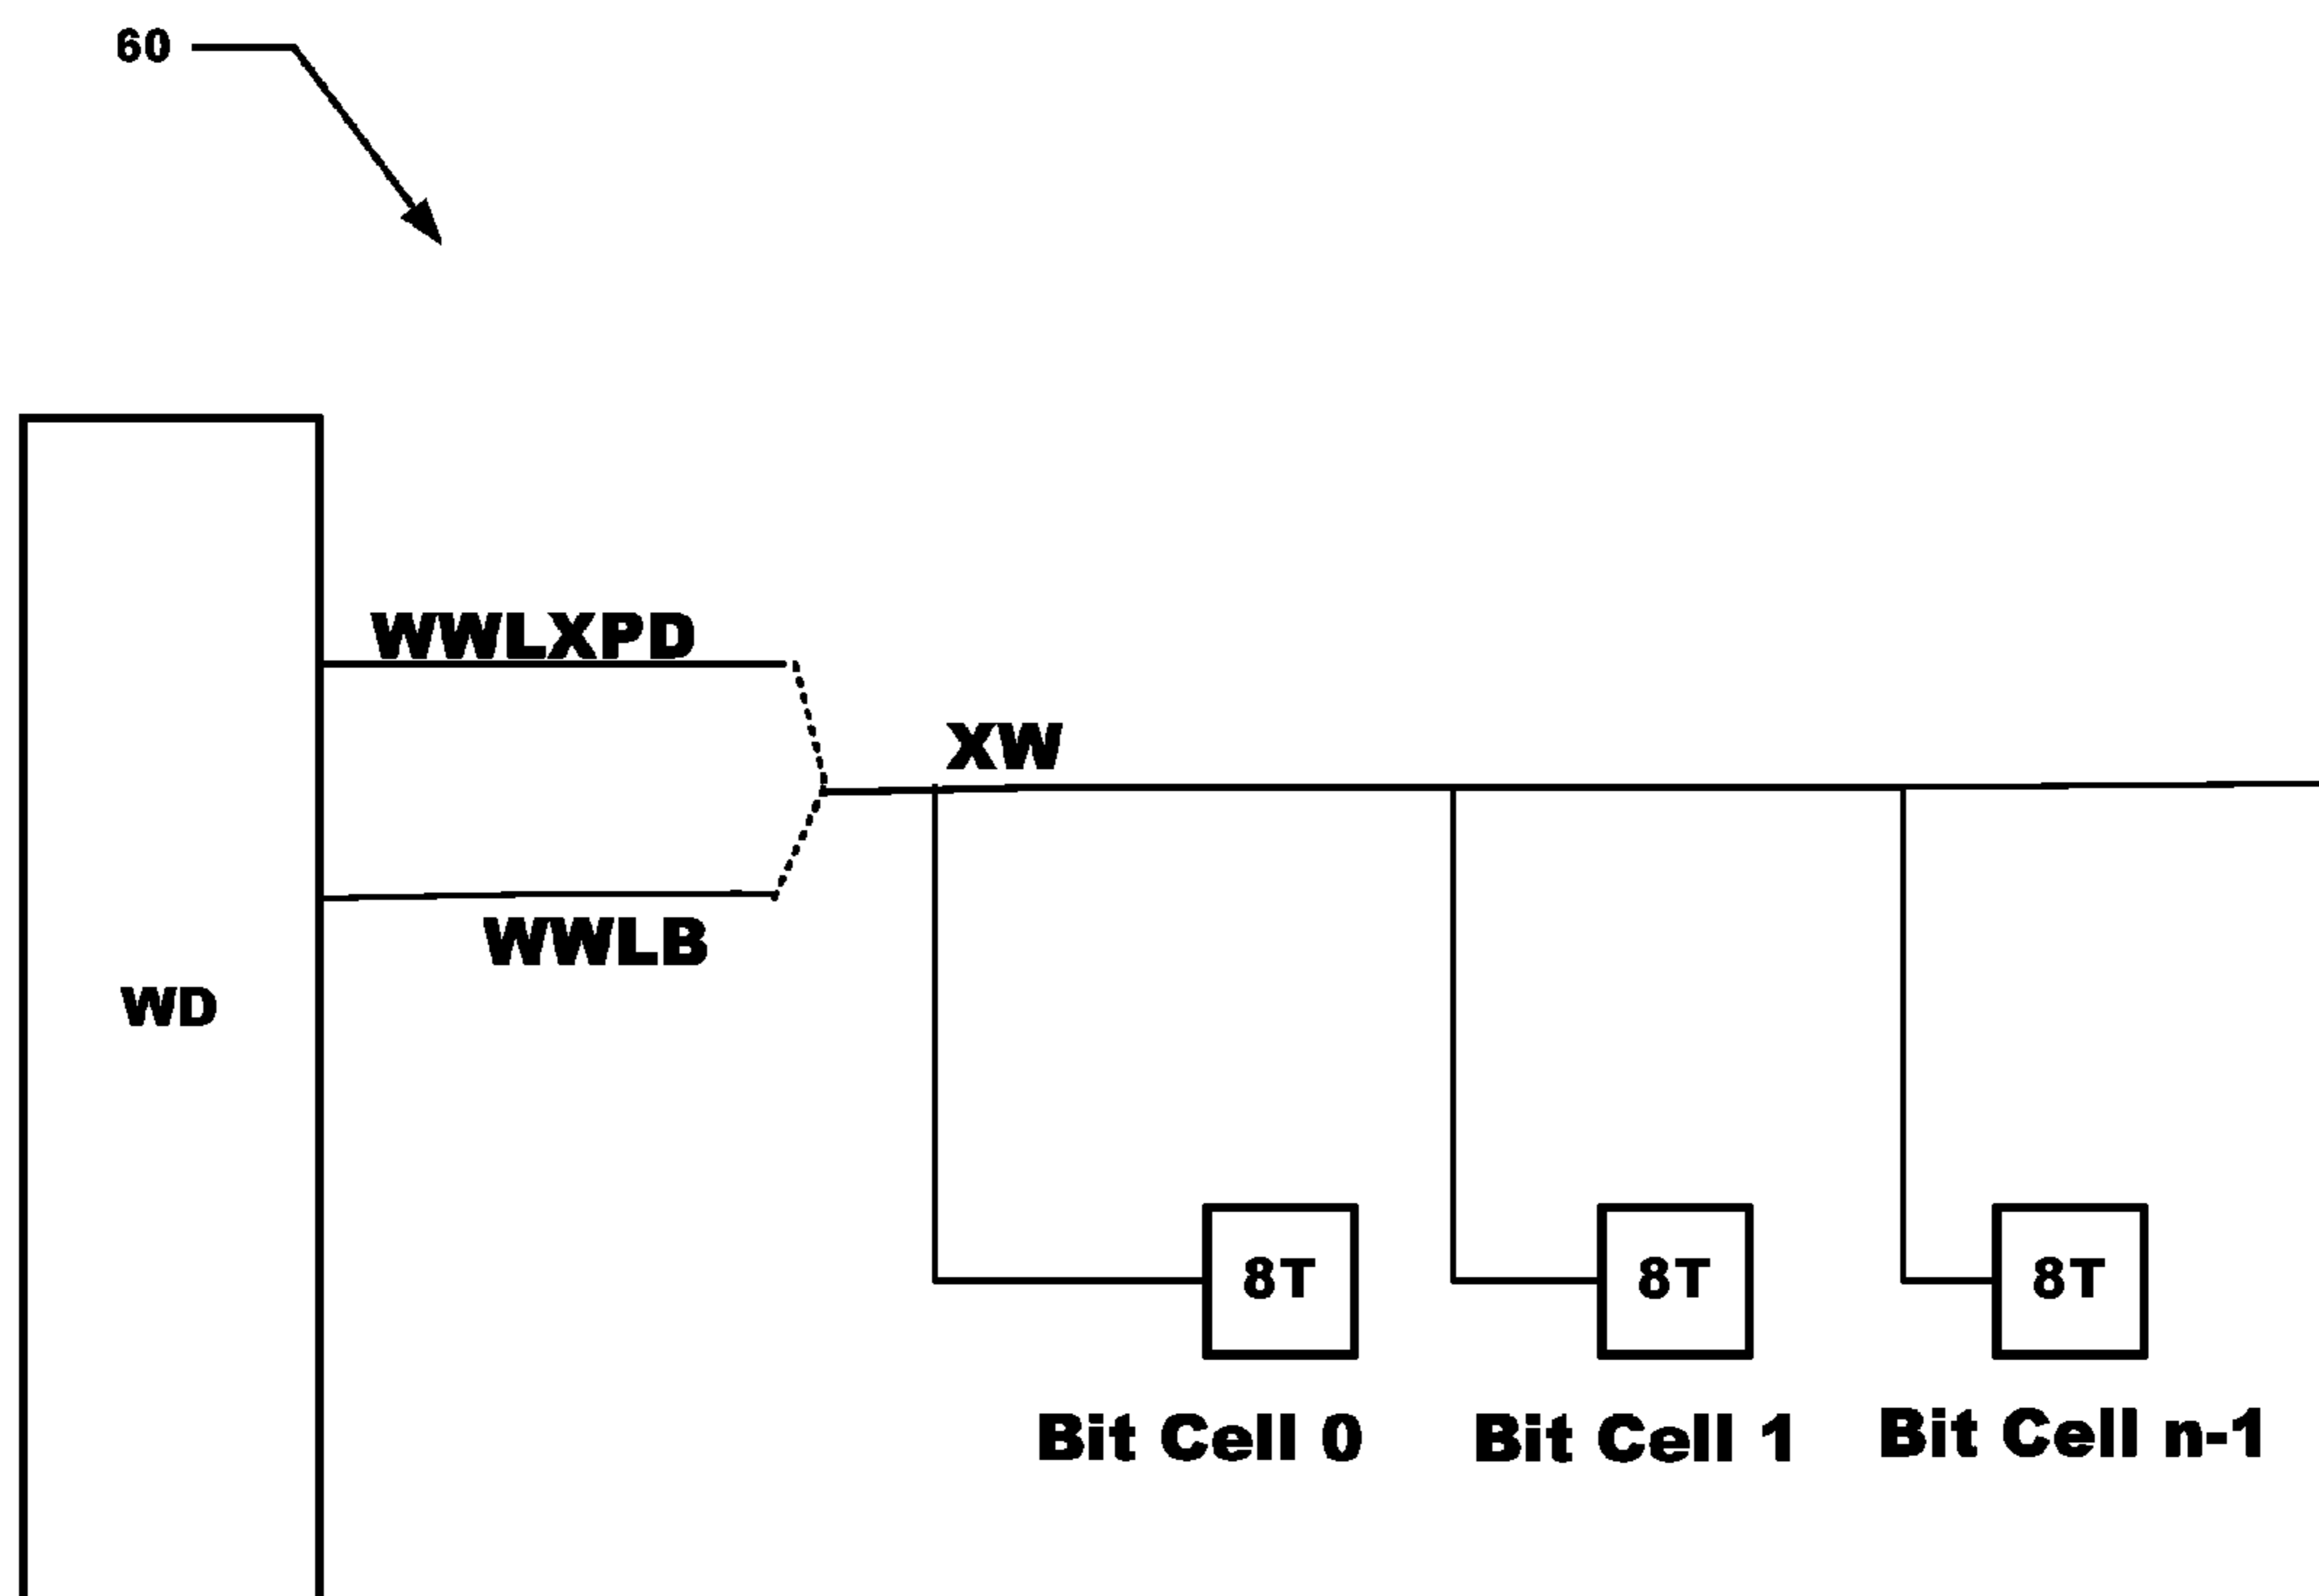 60
WWLXPD
XW
WWLB
WD
8T 8T 8T
Bit Cell 0 Bit Cell 1 Bit Cell n-1